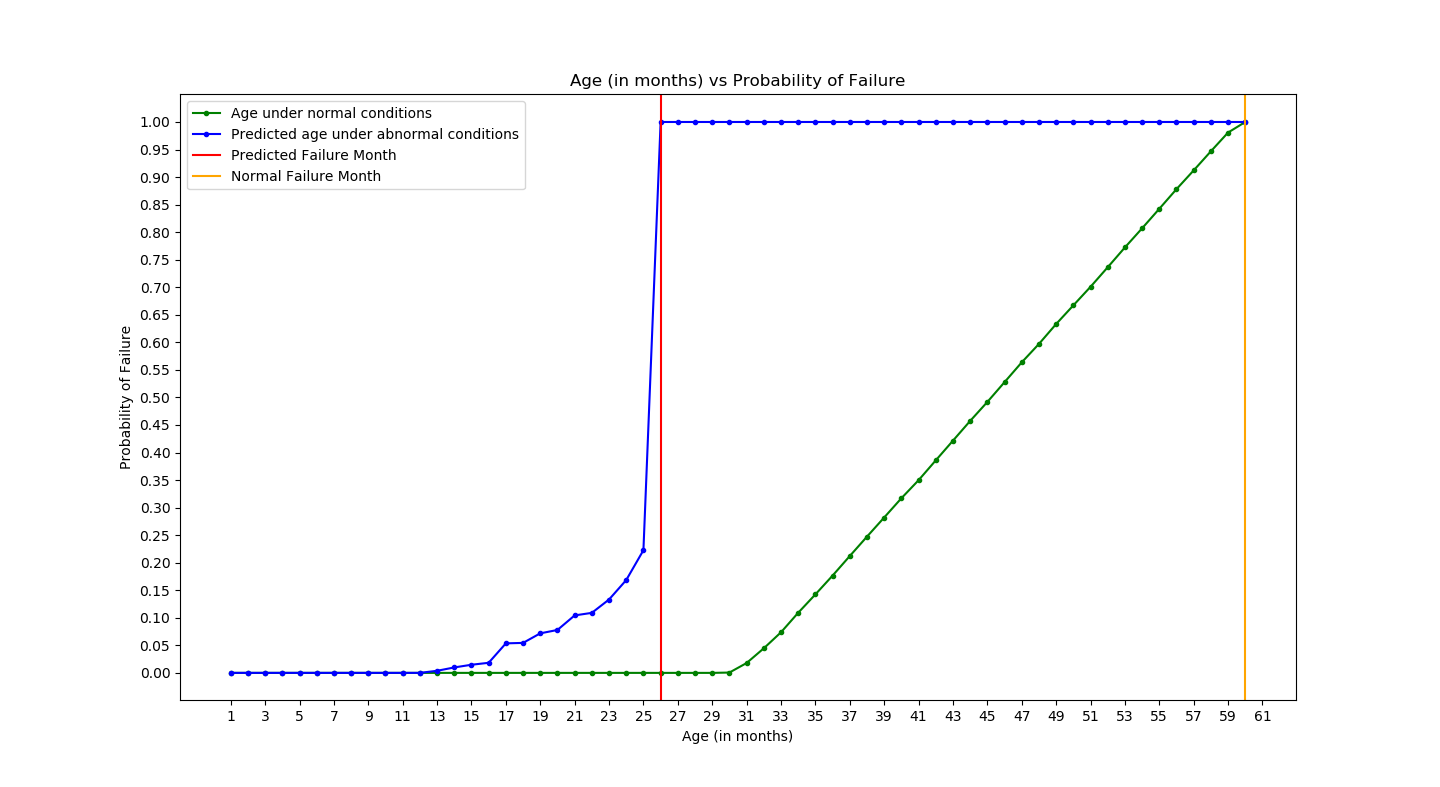 Age (in months) vs Probability of Failure
Age under normal conditions
Predicted age under abnormal conditions
Predicted Failure Month
Normal Failure Month
1.00
0.95
0.90
0.85
0.80
0.75
0.70
0.65
0.60
0.55
0.50
0.45
0.40
0.35
0.30
0.25
0.20
0.15
0.10
0.05
0.00
Probability of Failure
1 3 5 7 9 11 13 15 17 19 21 23 25 27 29 31 33 35 37 39 41 43 45 47 49 51 53 55 57 59 61
Age (in months)